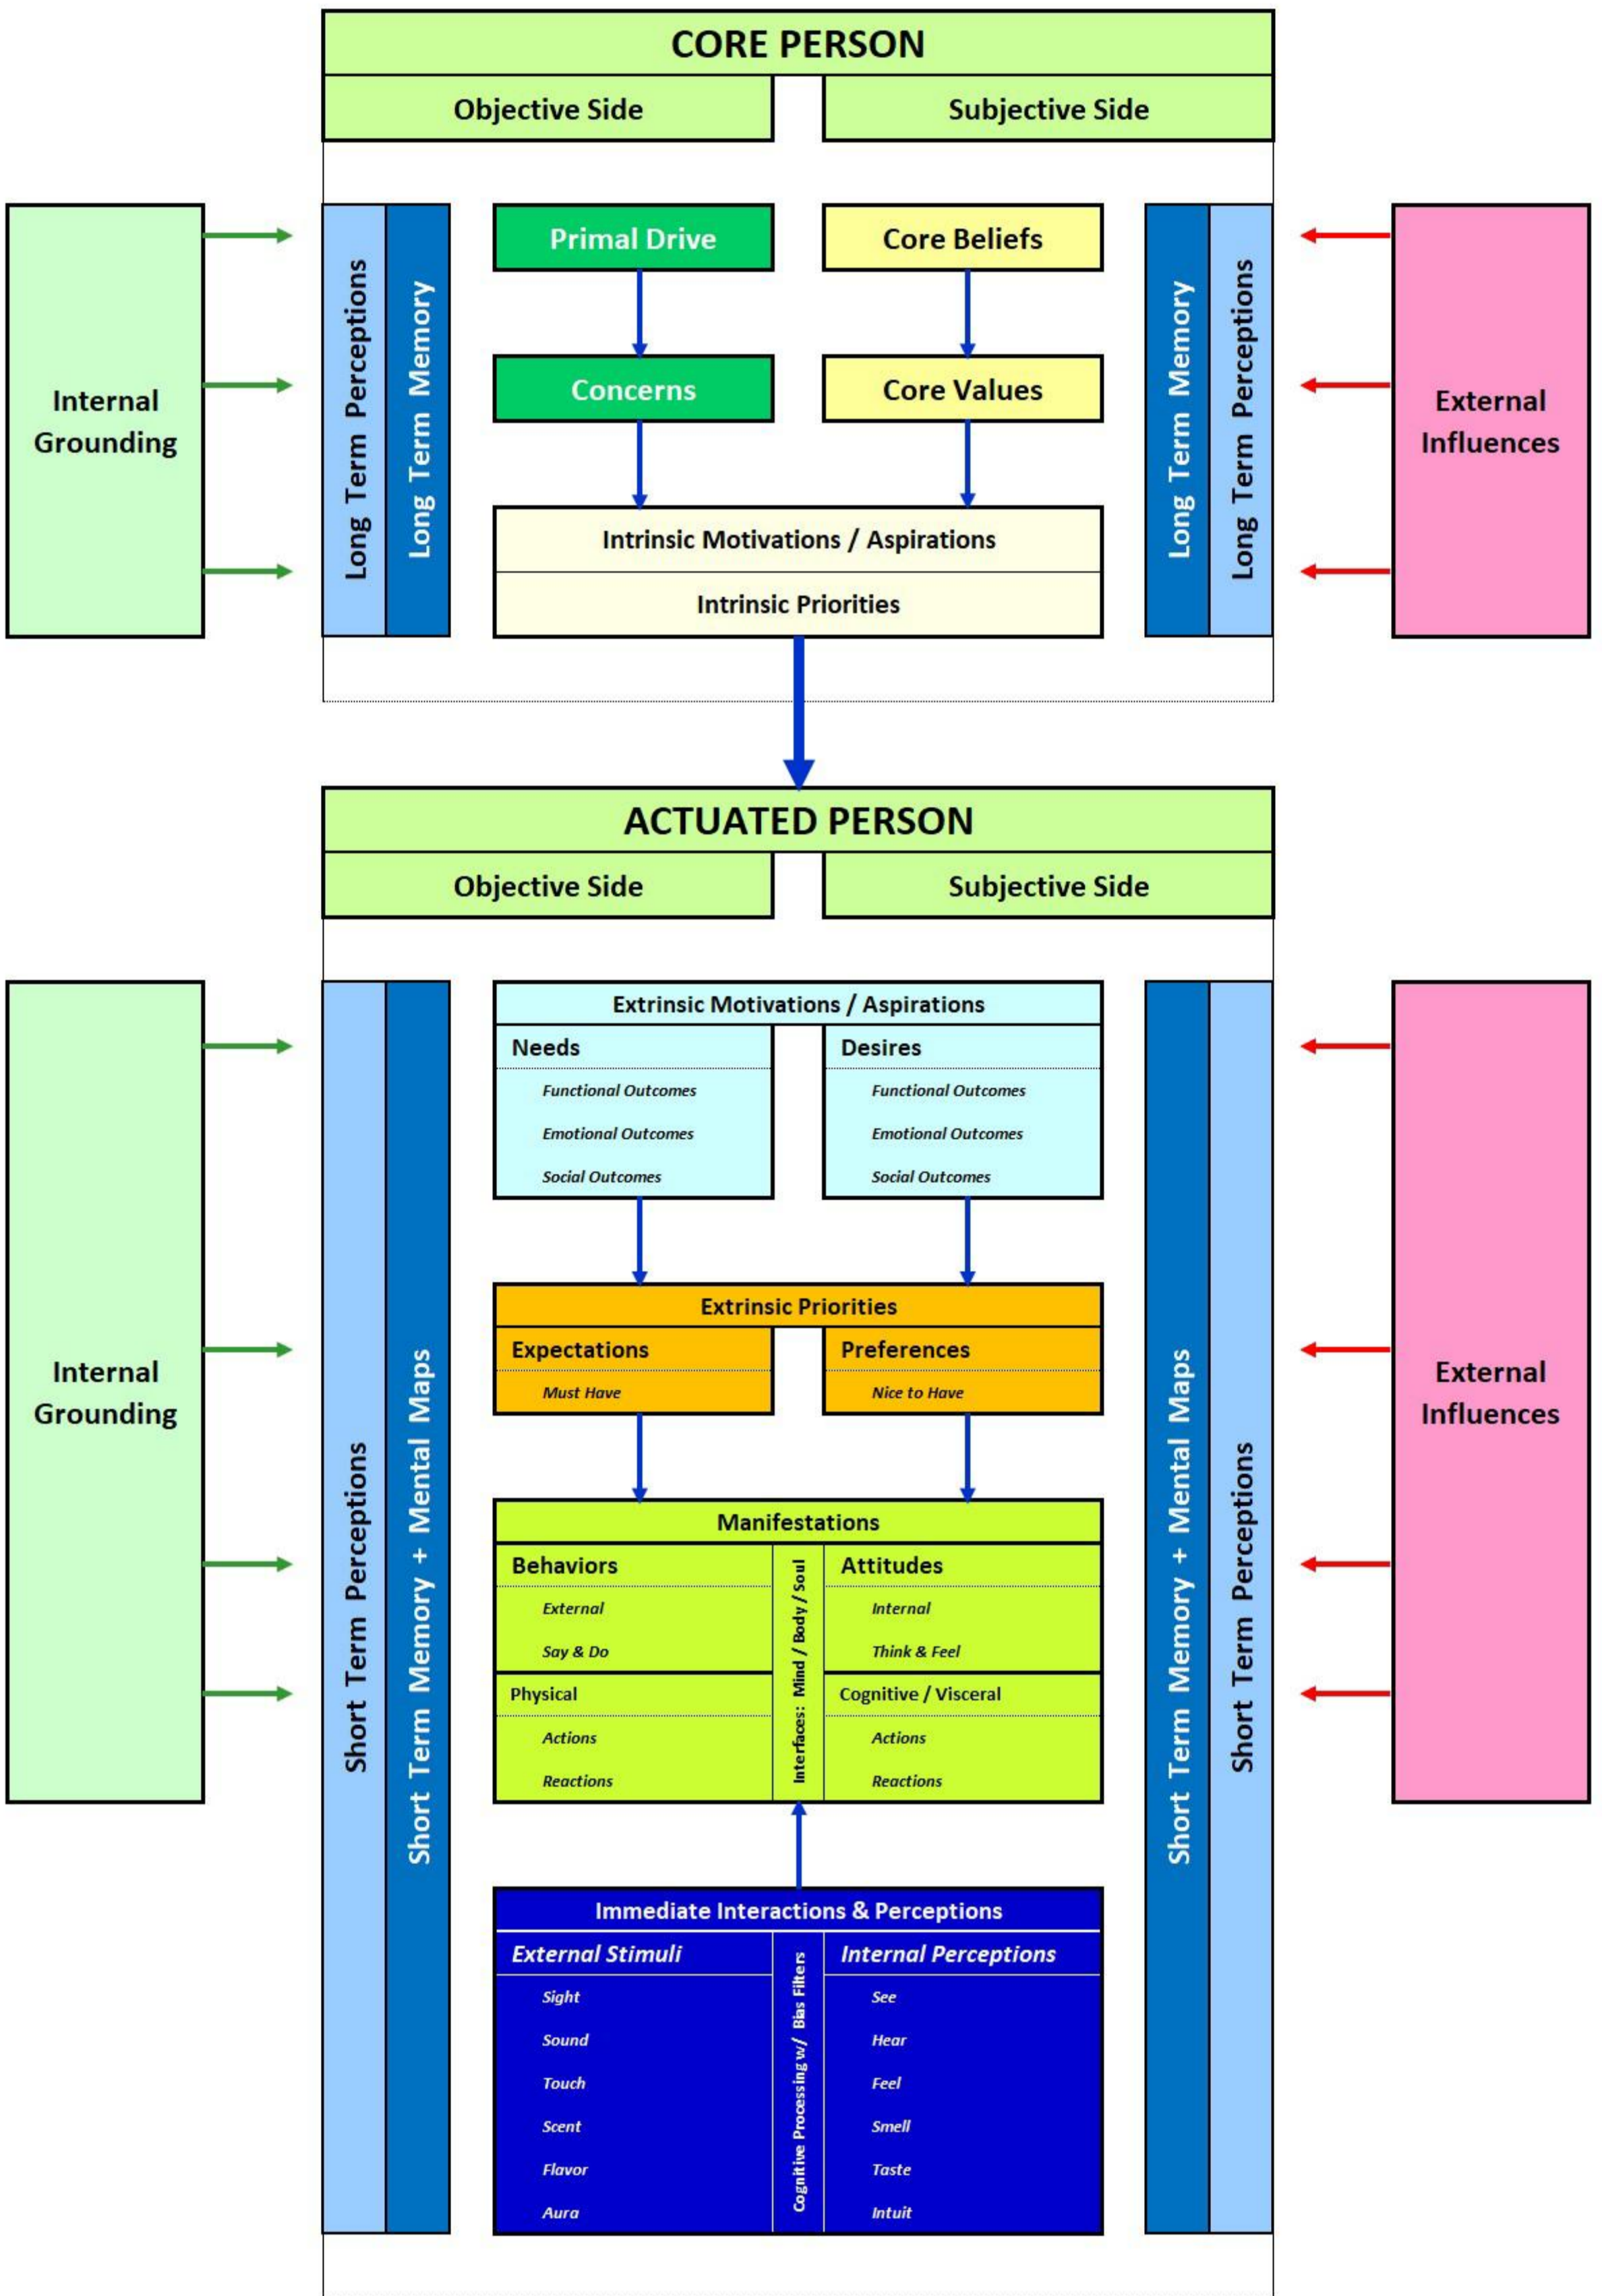 CORE PERSON
Objective Side
Subjective Side
Internal
Grounding
Long Term Perceptions
Long Term Memory
Primal Drive
Core Beliefs
Concerns
Core Values
Intrinsic Motivations / Aspirations
Intrinsic Priorities
Long Term Memory
Long Term Perceptions
External
Influences
ACTUATED PERSON
Objective Side
Subjective Side
Internal
Grounding
Short Term Perceptions
Short Term Memory + Mental Maps
Extrinsic Motivations / Aspirations
Needs
Functional Outcomes
Emotional Outcomes
Social Outcomes
Desires
Functional Outcomes
Emotional Outcomes
Social Outcomes
Extrinsic Priorities
Expectations
Must Have
Preferences
Nice to Have
Manifestations
Behaviors
External
Say & Do
Physical
Actions
Reactions
Interfaces: Mind / Body / Soul
Attitudes
Internal
Think & Feel
Cognitive / Visceral
Actions
Reactions
Immediate Interactions & Perceptions
External Stimuli
Sight
Sound
Touch
Scent
Flavor
Aura
Cognitive Processing w/ Bias Filters
Internal Perceptions
See
Hear
Feel
Smell
Taste
Intuit
Short Term Memory + Mental Maps
Short Term Perceptions
External
Influences